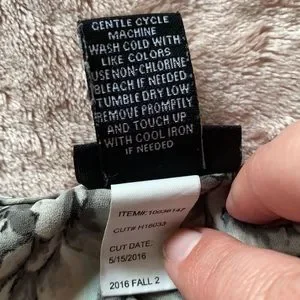 GENTLE CYCLE
MACHINE
WASH COLD WITH
LIKE COLORS
USE NON-CHLORINE
BLEACH IF NEEDED
TUMBLE DRY LOW
REMOVE PROMPTLY
AND TOUCH UP
WITH COOL IRON
IF NEEDED
ITEM#: 10036147
CUT# H16033
CUT DATE:
5/15/2016
2016 FALL 2